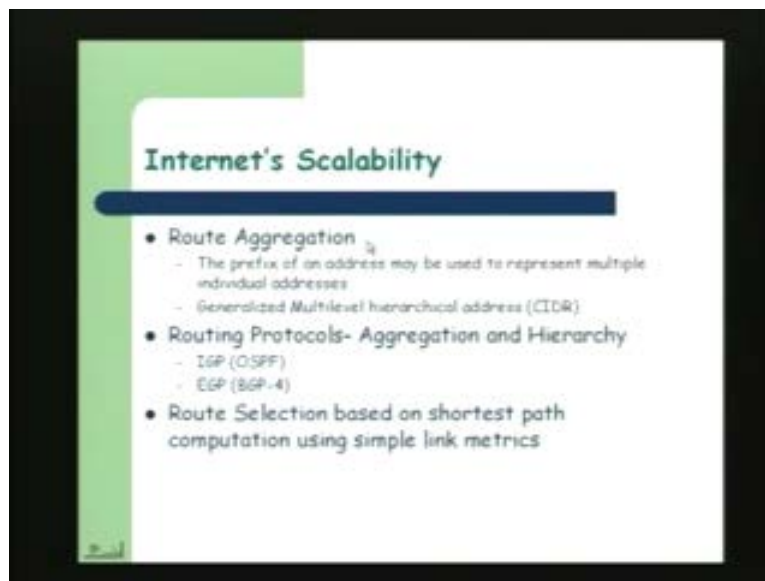 Internet's Scalability
• Route Aggregation
- The prefix of an address may be used to represent multiple
individual addresses
- Generalized Multilevel hierarchical address (CIDR)
• Routing Protocols- Aggregation and Hierarchy
- IGP (OSPF)
- EGP (BGP-4)
• Route Selection based on shortest path
computation using simple link metrics